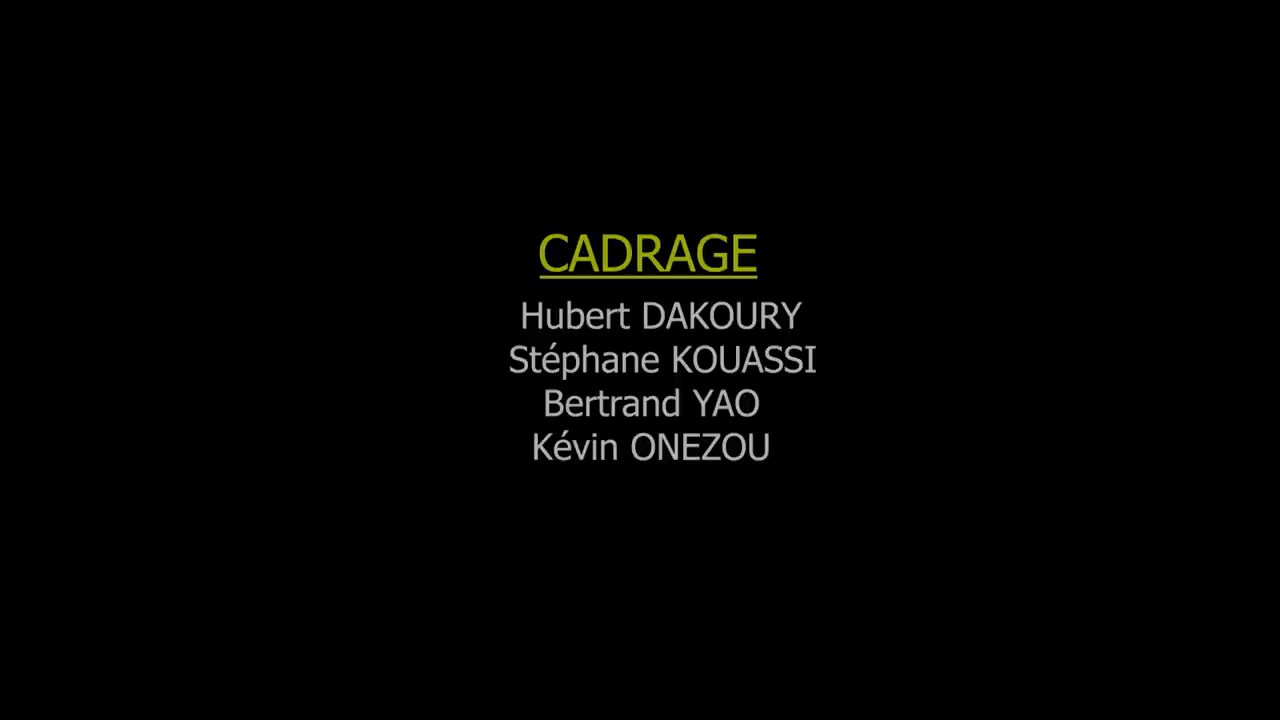 CADRAGE
Hubert DAKOURY
Stéphane KOUASSI
Bertrand YAO
Kévin ONEZOU